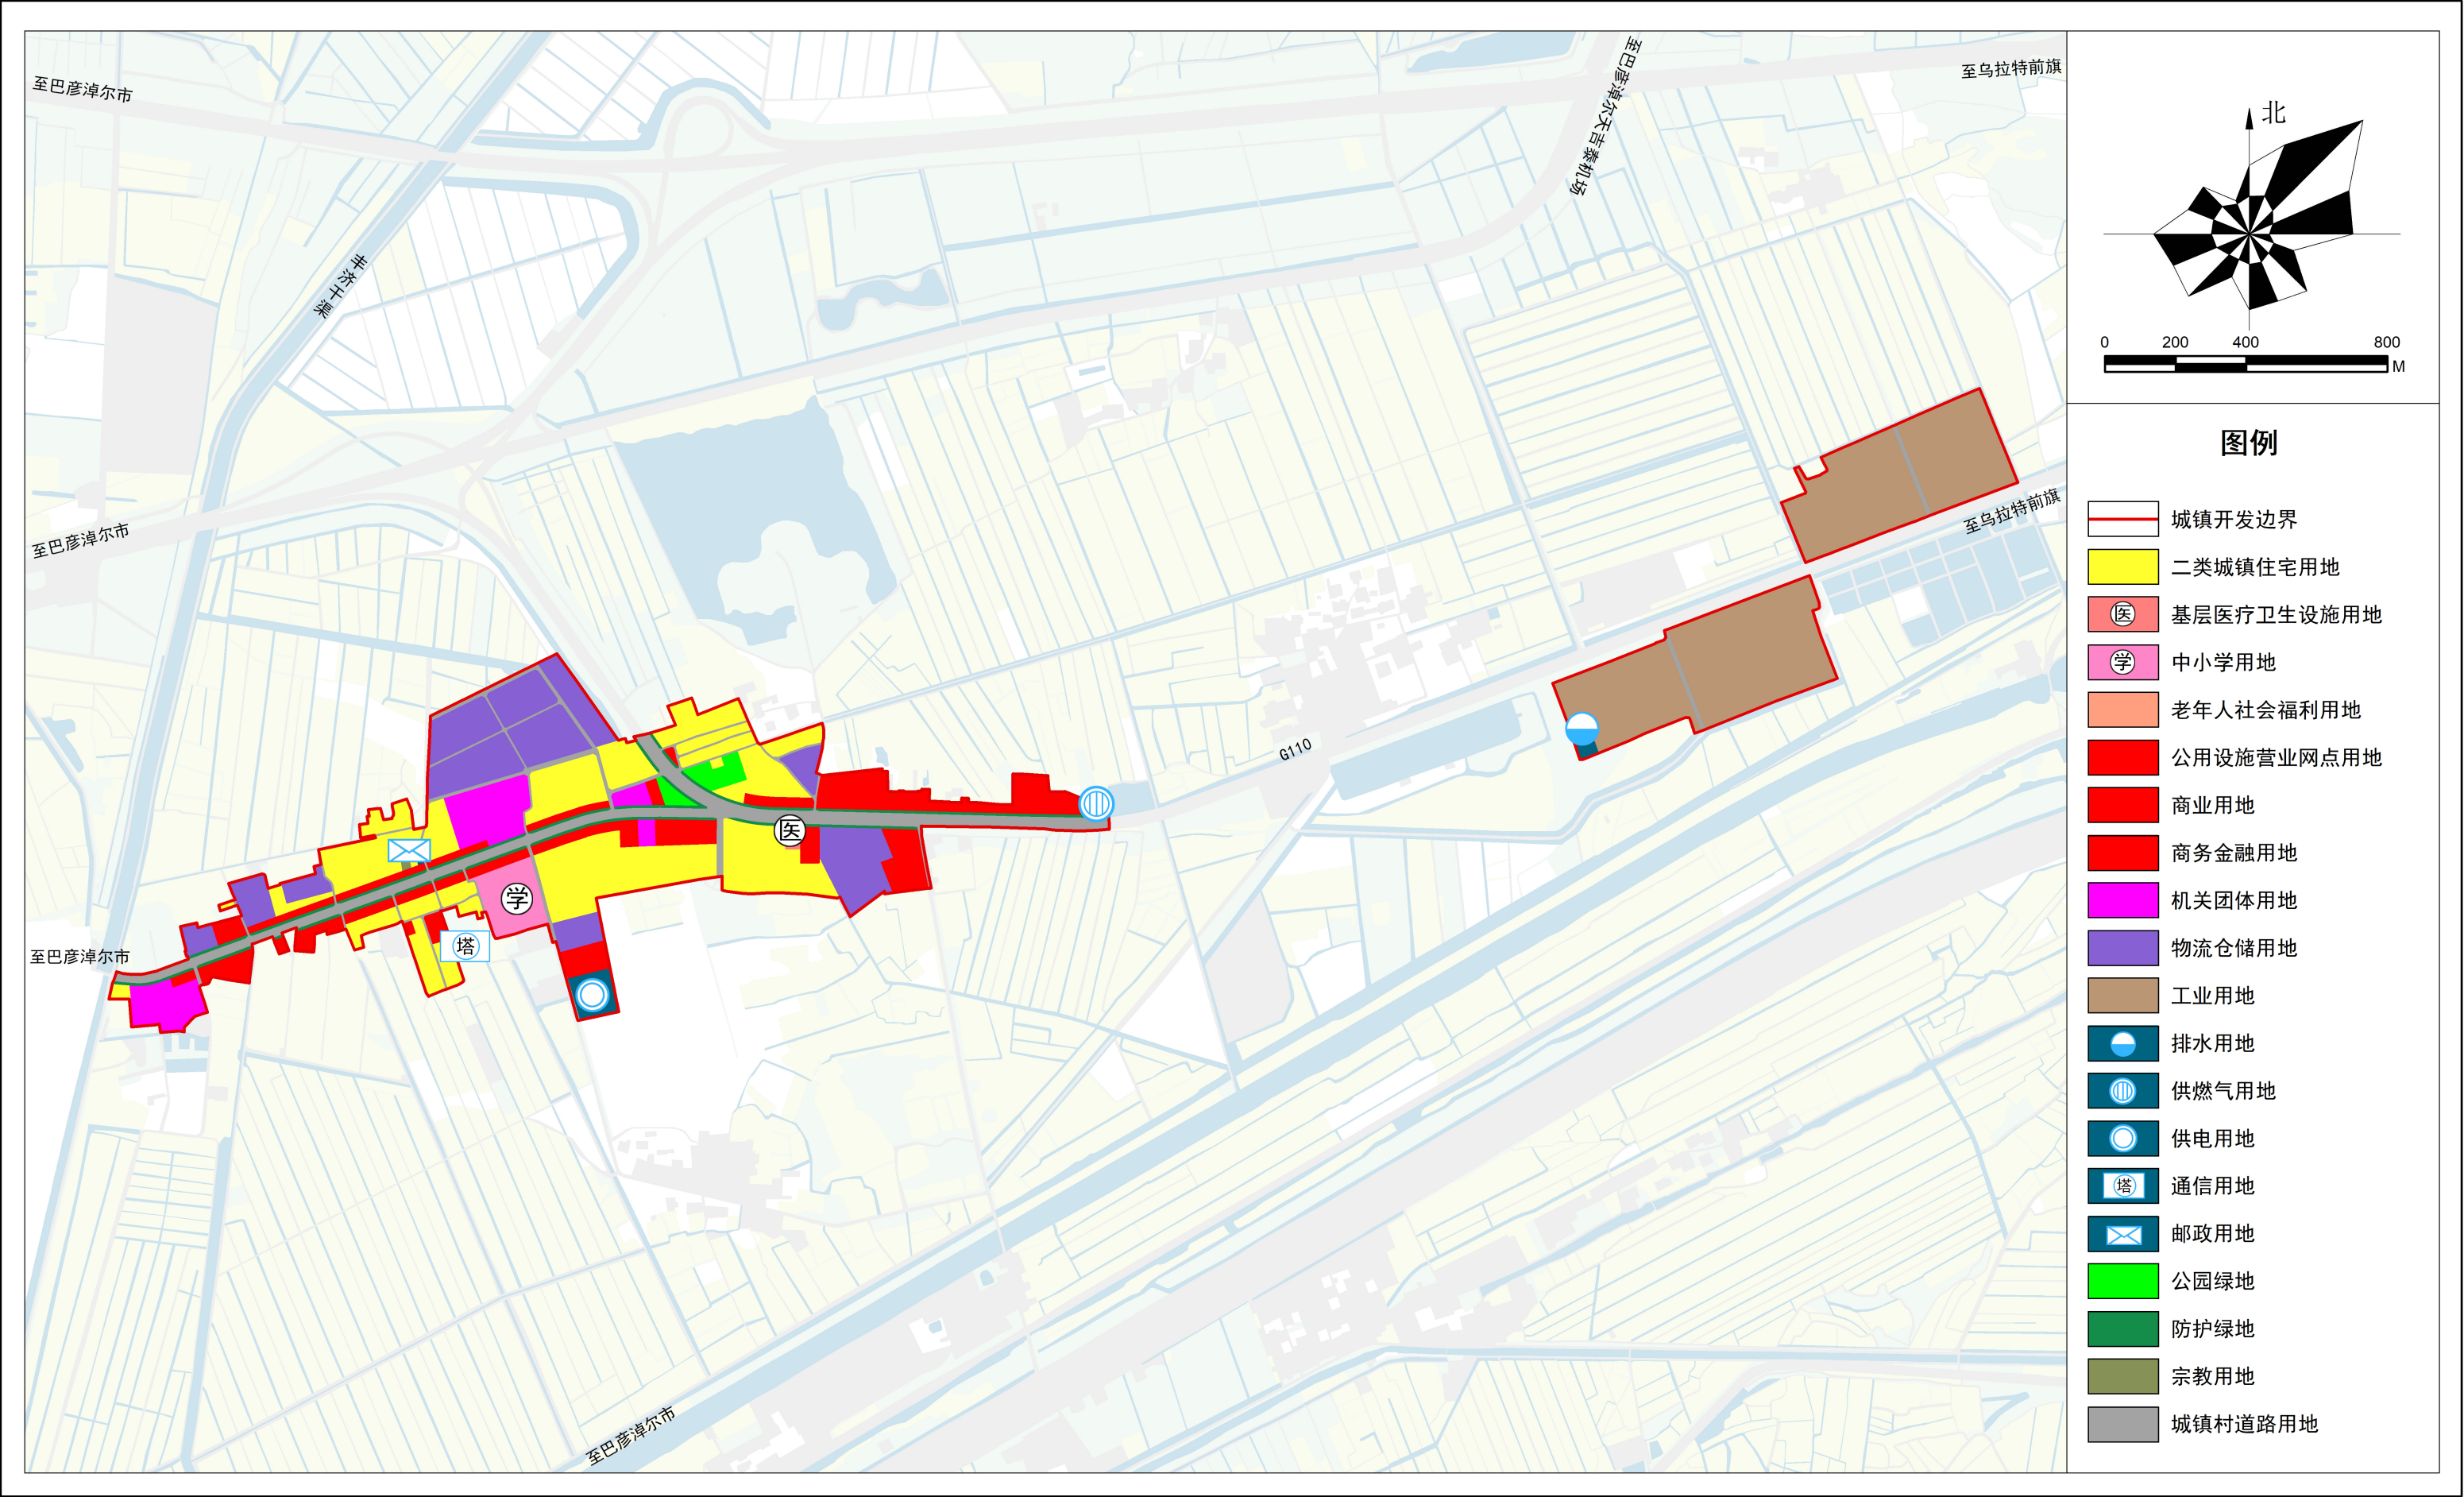 至巴彦淖尔市
丰济干渠
至巴彦淖尔天吉泰机场
至乌拉特前旗
至巴彦淖尔市
至乌拉特前旗
G110
医
学
塔
至巴彦淖尔市
至巴彦淖尔市
北
0 200 400 800
M
图例
城镇开发边界
二类城镇住宅用地
医 基层医疗卫生设施用地
学 中小学用地
老年人社会福利用地
公用设施营业网点用地
商业用地
商务金融用地
机关团体用地
物流仓储用地
工业用地
排水用地
供燃气用地
供电用地
塔 通信用地
邮政用地
公园绿地
防护绿地
宗教用地
城镇村道路用地